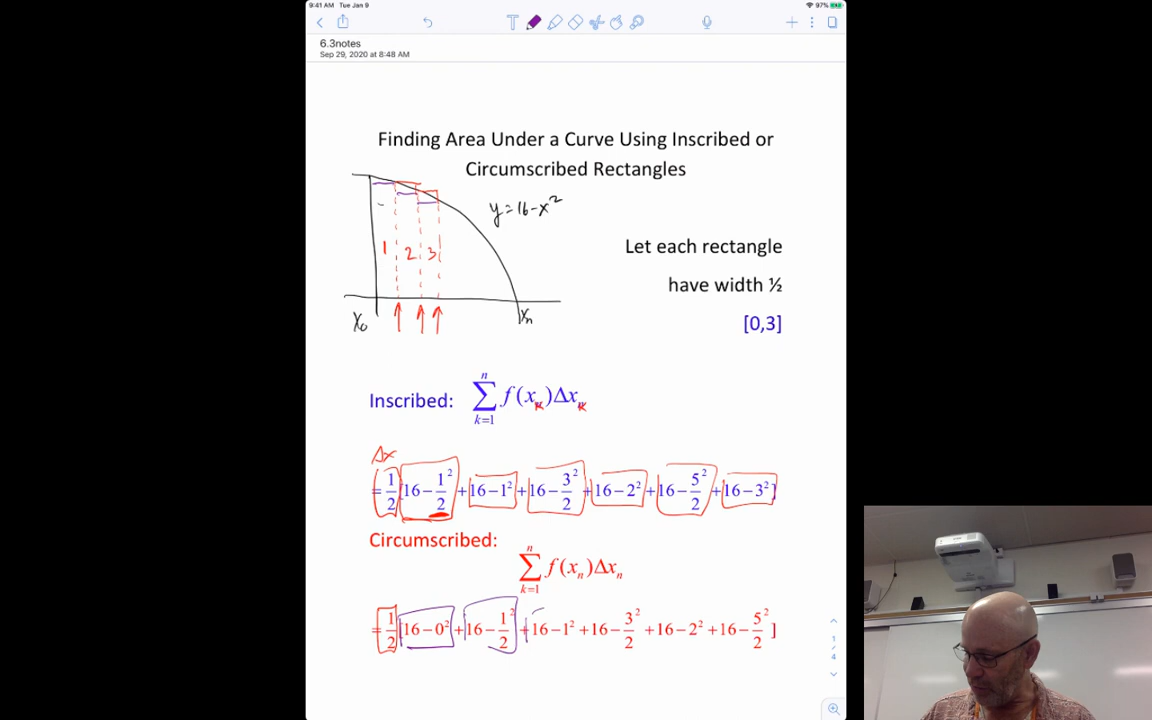 9:41 AM Tue Jan 9
97%
6.3notes
Sep 29, 2020 at 8:48 AM
Finding Area Under a Curve Using Inscribed or
Circumscribed Rectangles
y=16-x²
1 2 3
Let each rectangle
have width ½
[0,3]
X₀ Xₙ
Inscribed: ∑ₖ₌₁ⁿ f(xₖ)Δxₖ
Δx
= 1/2 [16 − 1²/2 + 16 − 1² + 16 − 3²/2 + 16 − 2² + 16 − 5²/2 + 16 − 3²]
Circumscribed:
∑ₖ₌₁ⁿ f(xₙ)Δxₙ
= 1/2 [16 − 0² + 16 − 1²/2 + 16 − 1² + 16 − 3²/2 + 16 − 2² + 16 − 5²/2]
1
/
4